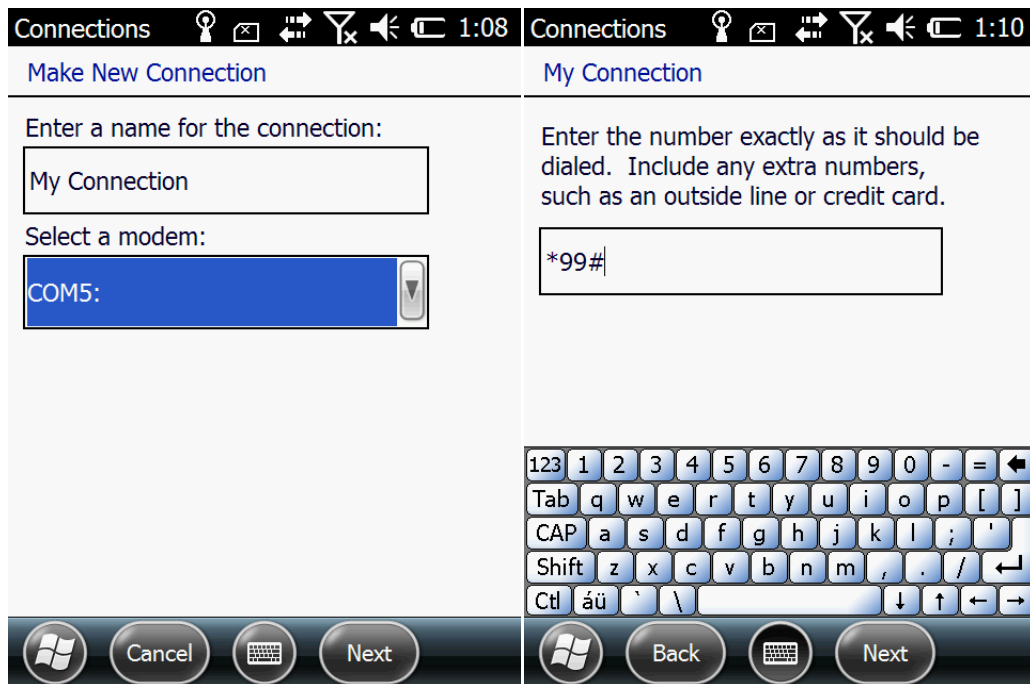 Connections 1:08
Make New Connection
Enter a name for the connection:
My Connection
Select a modem:
COM5:
Cancel Next
Connections 1:10
My Connection
Enter the number exactly as it should be
dialed. Include any extra numbers,
such as an outside line or credit card.
*99#
123 1 2 3 4 5 6 7 8 9 0 - =
Tab q w e r t y u i o p [ ]
CAP a s d f g h j k l ; '
Shift z x c v b n m , . /
Ctl áü ` \
Back Next